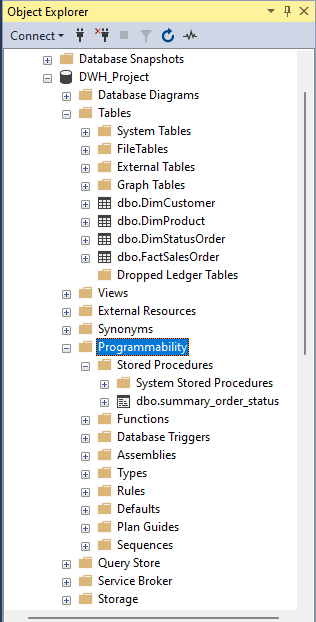 Object Explorer
Connect
Database Snapshots
DWH_Project
Database Diagrams
Tables
System Tables
FileTables
External Tables
Graph Tables
dbo.DimCustomer
dbo.DimProduct
dbo.DimStatusOrder
dbo.FactSalesOrder
Dropped Ledger Tables
Views
External Resources
Synonyms
Programmability
Stored Procedures
System Stored Procedures
dbo.summary_order_status
Functions
Database Triggers
Assemblies
Types
Rules
Defaults
Plan Guides
Sequences
Query Store
Service Broker
Storage